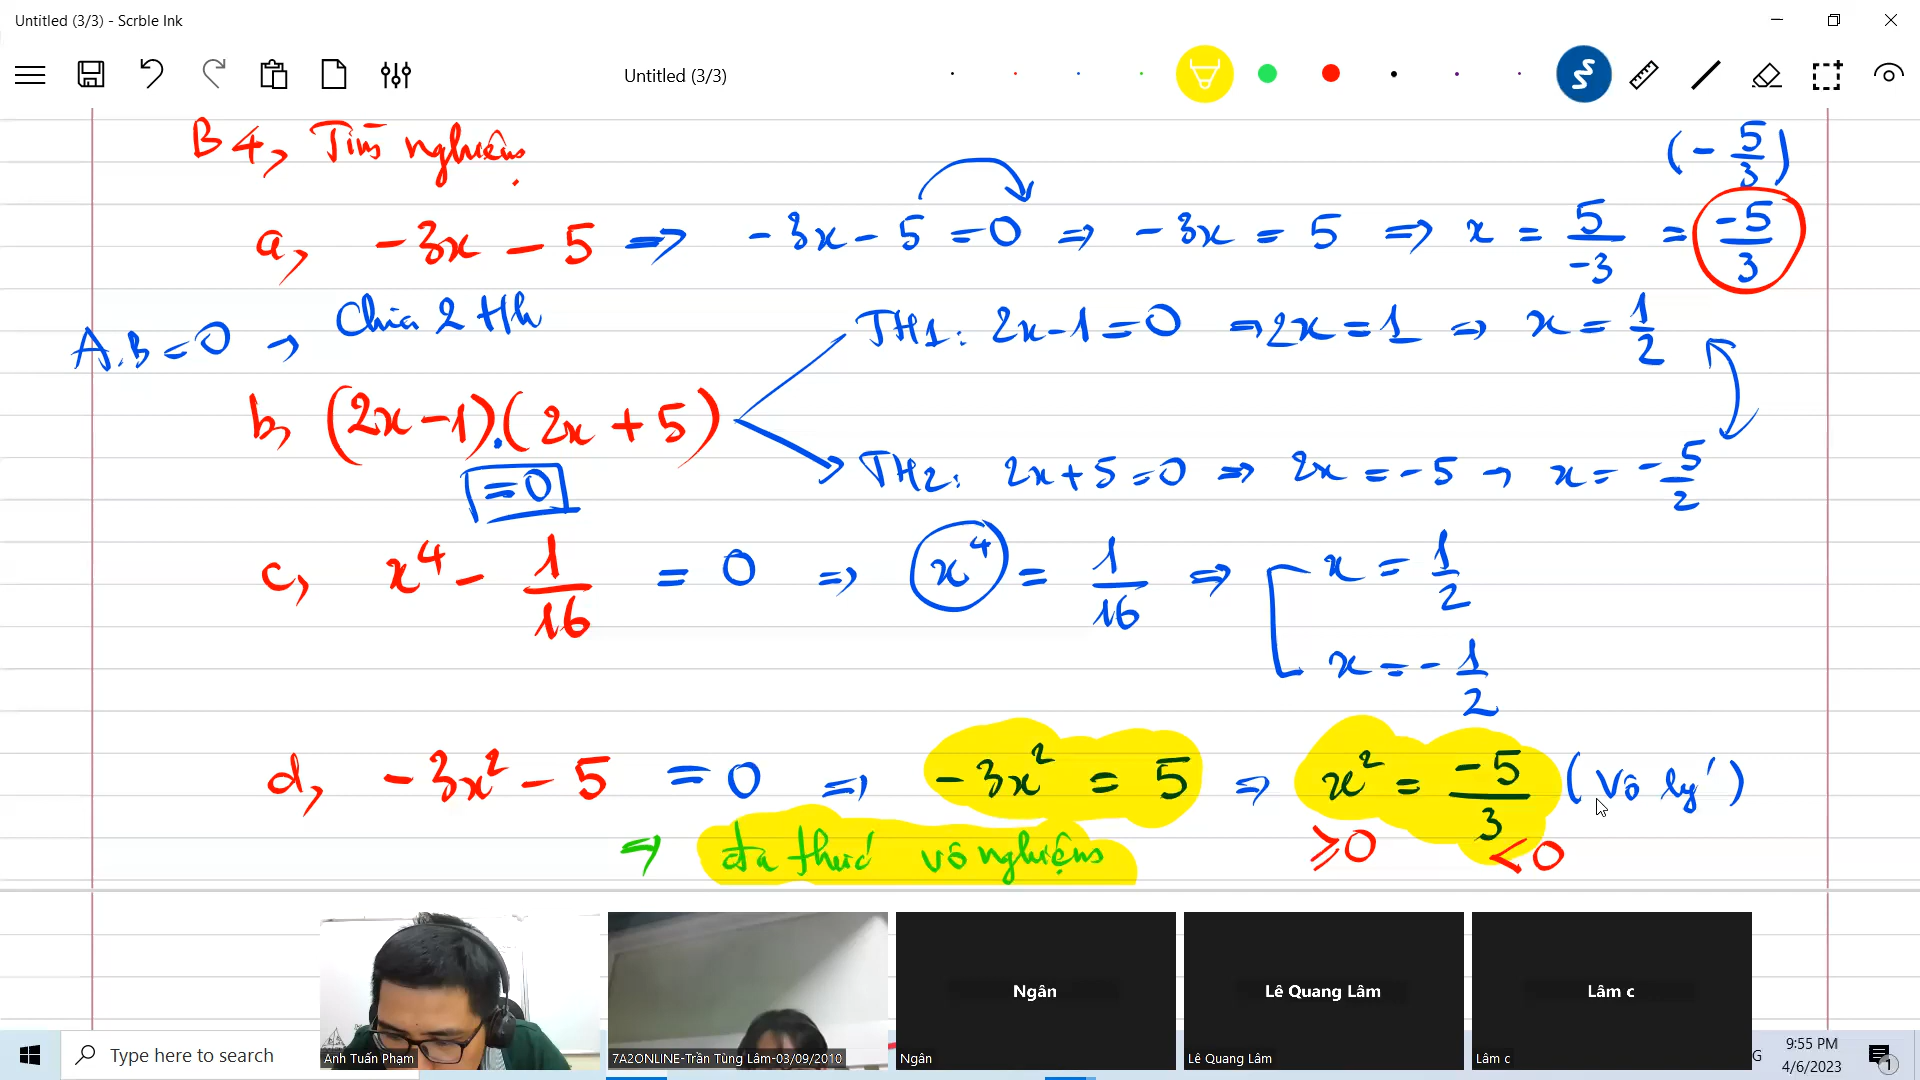 Untitled (3/3) - Scrble Ink
Untitled (3/3)
B4, Tìm nghiệm
(-5/3)
a, -3x - 5 => -3x - 5 = 0 => -3x = 5 => x = 5/-3 = -5/3
A.B = 0 → Chia 2 tth
TH1: 2x - 1 = 0 => 2x = 1 => x = 1/2
b, (2x - 1).(2x + 5)
= 0
TH2: 2x + 5 = 0 => 2x = -5 → x = -5/2
c, x⁴ - 1/16 = 0 => x⁴ = 1/16 => x = 1/2
x = -1/2
d, -3x² - 5 = 0 => -3x² = 5 => x² = -5/3 (Vô lý)
=> đa thức vô nghiệm
≥0 <0
Ngân
Lê Quang Lâm
Lâm c
Anh Tuấn Phạm
7A2ONLINE-Trần Tùng Lâm-03/09/2010
Ngân
Lê Quang Lâm
Lâm c
Type here to search
G
9:55 PM
4/6/2023
1